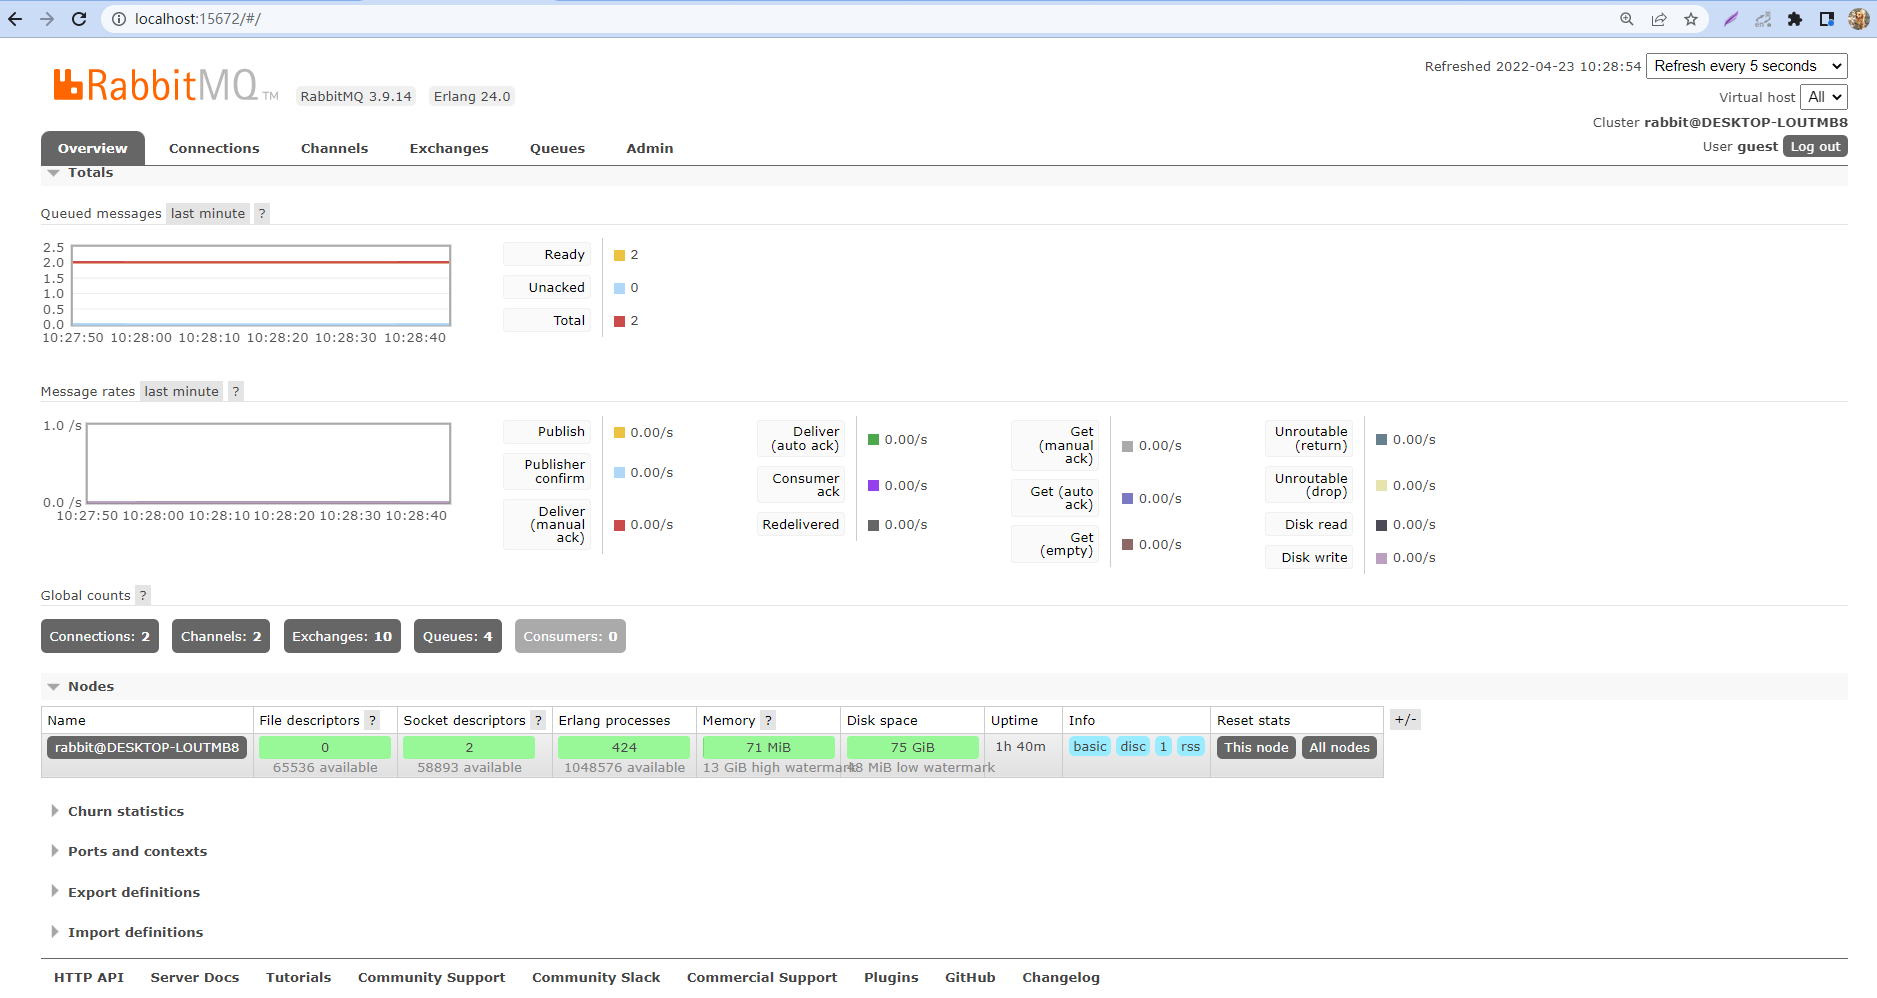 localhost:15672/#/
RabbitMQ TM RabbitMQ 3.9.14 Erlang 24.0
Refreshed 2022-04-23 10:28:54 Refresh every 5 seconds
Virtual host All
Cluster rabbit@DESKTOP-LOUTMB8
User guest Log out
Overview Connections Channels Exchanges Queues Admin
Totals
Queued messages last minute ?
2.5
2.0
1.5
1.0
0.5
0.0
10:27:50 10:28:00 10:28:10 10:28:20 10:28:30 10:28:40
Ready 2
Unacked 0
Total 2
Message rates last minute ?
1.0 /s
0.0 /s
10:27:50 10:28:00 10:28:10 10:28:20 10:28:30 10:28:40
Publish 0.00/s
Publisher
confirm 0.00/s
Deliver
(manual
ack) 0.00/s
Deliver
(auto ack) 0.00/s
Consumer
ack 0.00/s
Redelivered 0.00/s
Get
(manual
ack) 0.00/s
Get (auto
ack) 0.00/s
Get
(empty) 0.00/s
Unroutable
(return) 0.00/s
Unroutable
(drop) 0.00/s
Disk read 0.00/s
Disk write 0.00/s
Global counts ?
Connections: 2 Channels: 2 Exchanges: 10 Queues: 4 Consumers: 0
Nodes
Name File descriptors ? Socket descriptors ? Erlang processes Memory ? Disk space Uptime Info Reset stats +/-
rabbit@DESKTOP-LOUTMB8 0 2 424 71 MiB 75 GiB 1h 40m basic disc 1 rss This node All nodes
65536 available 58893 available 1048576 available 13 GiB high watermark 48 MiB low watermark
Churn statistics
Ports and contexts
Export definitions
Import definitions
HTTP API Server Docs Tutorials Community Support Community Slack Commercial Support Plugins GitHub Changelog